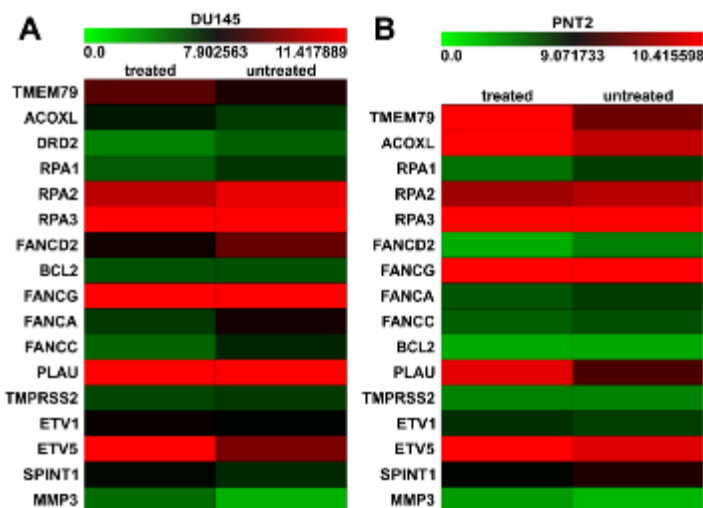 A
DU145
0.0 7.902563 11.417889
treated untreated
TMEM79
ACOXL
DRD2
RPA1
RPA2
RPA3
FANCD2
BCL2
FANCG
FANCA
FANCC
PLAU
TMPRSS2
ETV1
ETV5
SPINT1
MMP3
B
PNT2
0.0 9.071733 10.415598
treated untreated
TMEM79
ACOXL
RPA1
RPA2
RPA3
FANCD2
FANCG
FANCA
FANCC
BCL2
PLAU
TMPRSS2
ETV1
ETV5
SPINT1
MMP3